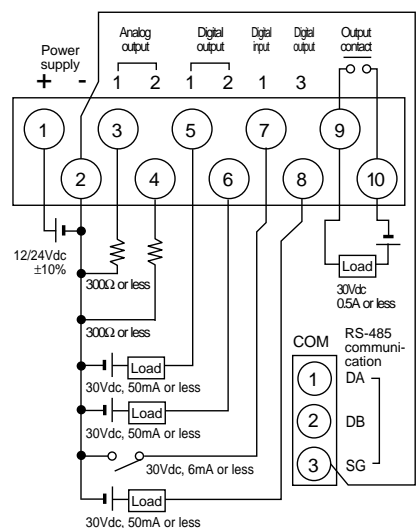 Power
supply
+ -
Analog
output
1 2
Digital
output
1 2
Digital
input
1
Digital
output
3
Output
contact
1
3
5
7
9
2
4
6
8
10
12/24Vdc
±10%
300Ω or less
300Ω or less
Load
30Vdc, 50mA or less
Load
30Vdc, 50mA or less
30Vdc, 6mA or less
Load
30Vdc, 50mA or less
Load
30Vdc
0.5A or less
COM
RS-485
communi-
cation
1 DA
2 DB
3 SG